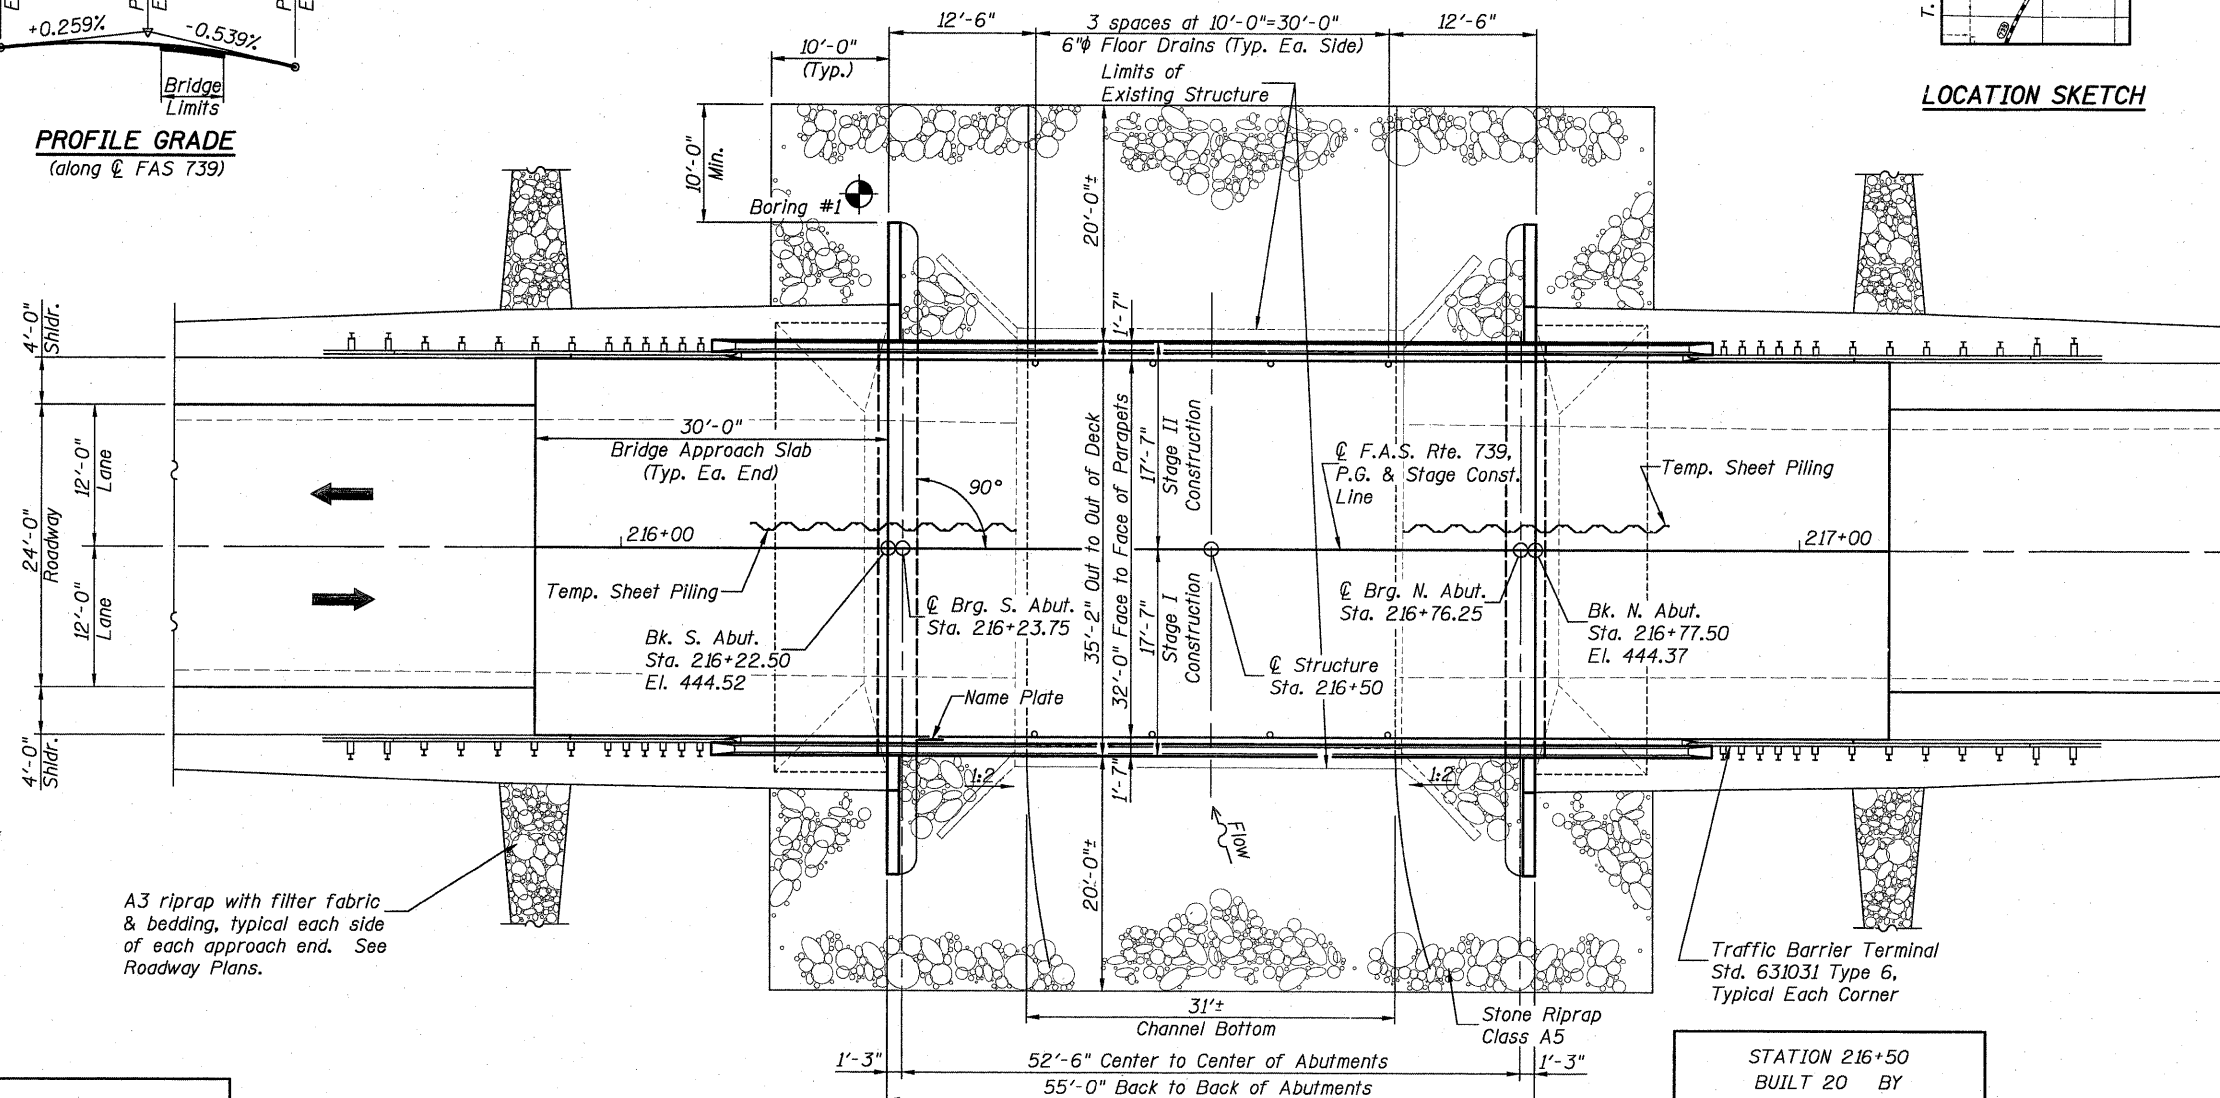 +0.259%
-0.539%
Bridge
Limits
PROFILE GRADE
(along ℄ FAS 739)
12'-6"
3 spaces at 10'-0"=30'-0"
12'-6"
6"ϕ Floor Drains (Typ. Ea. Side)
10'-0"
(Typ.)
Limits of
Existing Structure
LOCATION SKETCH
10'-0"
Min.
Boring #1
20'-0"±
1'-7"
4'-0"
Shldr.
12'-0"
Lane
24'-0"
Roadway
12'-0"
Lane
4'-0"
Shldr.
30'-0"
Bridge Approach Slab
(Typ. Ea. End)
90°
35'-2" Out to Out of Deck
32'-0" Face to Face of Parapets
17'-7"
Stage II
Construction
17'-7"
Stage I
Construction
℄ F.A.S. Rte. 739,
P.G. & Stage Const.
Line
Temp. Sheet Piling
216+00
217+00
Temp. Sheet Piling
℄ Brg. S. Abut.
Sta. 216+23.75
Bk. S. Abut.
Sta. 216+22.50
El. 444.52
℄ Brg. N. Abut.
Sta. 216+76.25
Bk. N. Abut.
Sta. 216+77.50
El. 444.37
℄ Structure
Sta. 216+50
Name Plate
1:2
1:2
1'-7"
Flow
20'-0"±
A3 riprap with filter fabric
& bedding, typical each side
of each approach end. See
Roadway Plans.
Traffic Barrier Terminal
Std. 631031 Type 6,
Typical Each Corner
31'±
Channel Bottom
Stone Riprap
Class A5
1'-3"
52'-6" Center to Center of Abutments
1'-3"
55'-0" Back to Back of Abutments
STATION 216+50
BUILT 20 BY